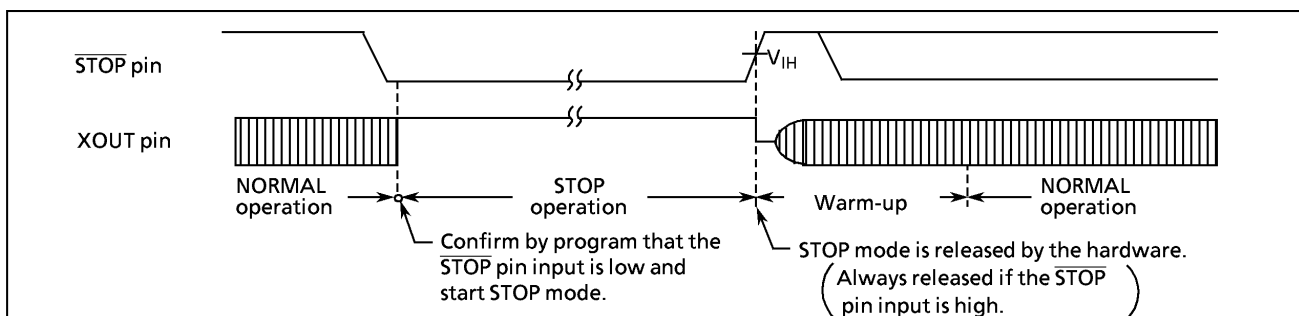 STOP pin
VIH
XOUT pin
NORMAL operation
STOP operation
Warm-up
NORMAL operation
Confirm by program that the
STOP pin input is low and
start STOP mode.
STOP mode is released by the hardware.
(Always released if the STOP
pin input is high.)